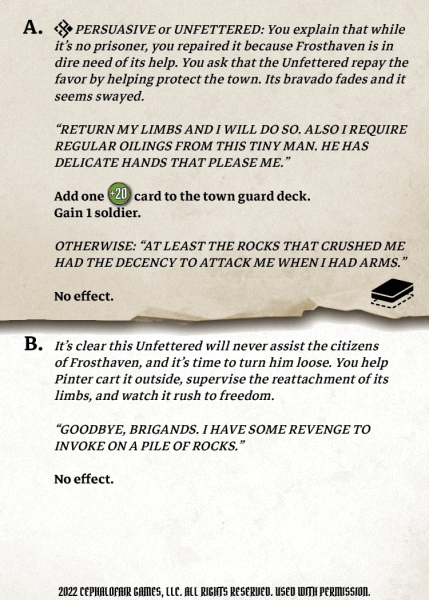 A. PERSUASIVE or UNFETTERED: You explain that while
it's no prisoner, you repaired it because Frosthaven is in
dire need of its help. You ask that the Unfettered repay the
favor by helping protect the town. Its bravado fades and it
seems swayed.
“RETURN MY LIMBS AND I WILL DO SO. ALSO I REQUIRE
REGULAR OILINGS FROM THIS TINY MAN. HE HAS
DELICATE HANDS THAT PLEASE ME.”
Add one +20 card to the town guard deck.
Gain 1 soldier.
OTHERWISE: “AT LEAST THE ROCKS THAT CRUSHED ME
HAD THE DECENCY TO ATTACK ME WHEN I HAD ARMS.”
No effect.
B. It's clear this Unfettered will never assist the citizens
of Frosthaven, and it's time to turn him loose. You help
Pinter cart it outside, supervise the reattachment of its
limbs, and watch it rush to freedom.
“GOODBYE, BRIGANDS. I HAVE SOME REVENGE TO
INVOKE ON A PILE OF ROCKS.”
No effect.
2022 CEPHALOFAIR GAMES, LLC. ALL RIGHTS RESERVED. USED WITH PERMISSION.